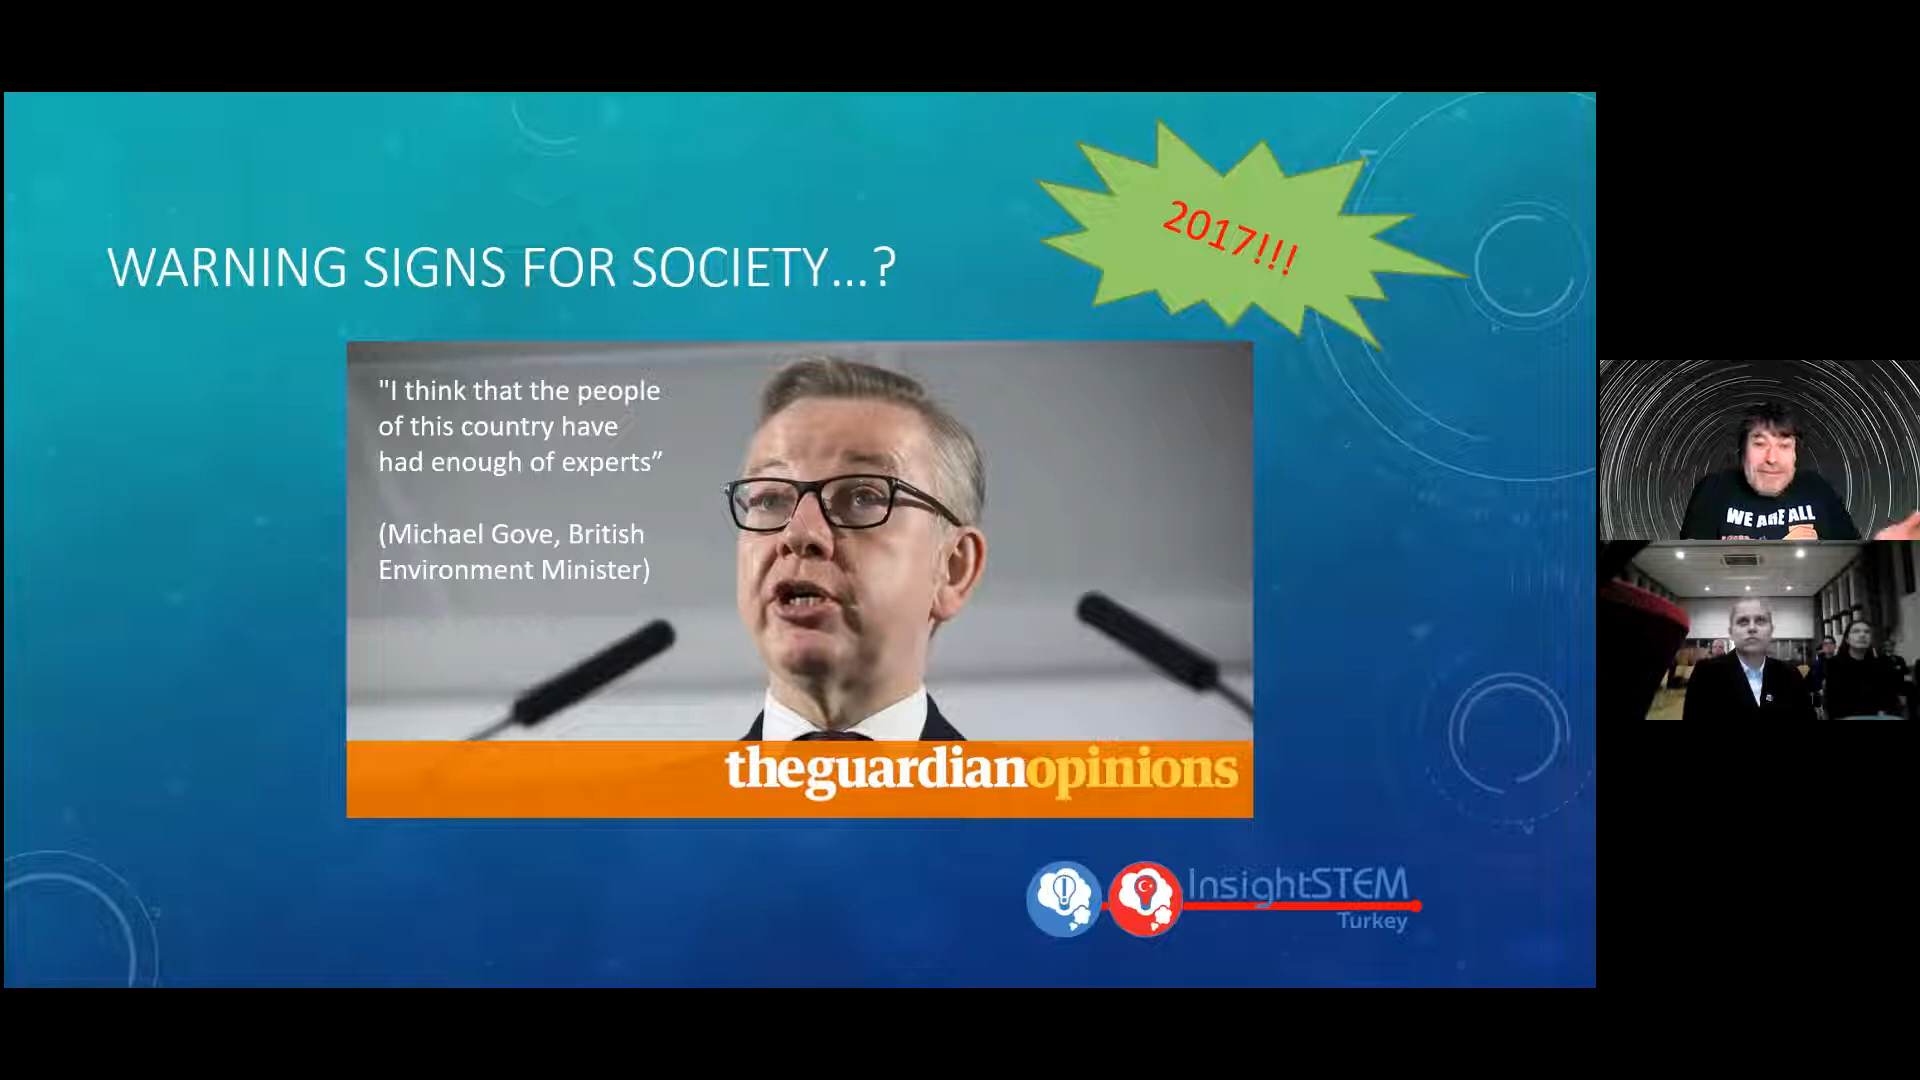 WARNING SIGNS FOR SOCIETY...?
2017!!!
"I think that the people
of this country have
had enough of experts”
(Michael Gove, British
Environment Minister)
theguardianopinions
InsightSTEM
Turkey
WE ARE ALL